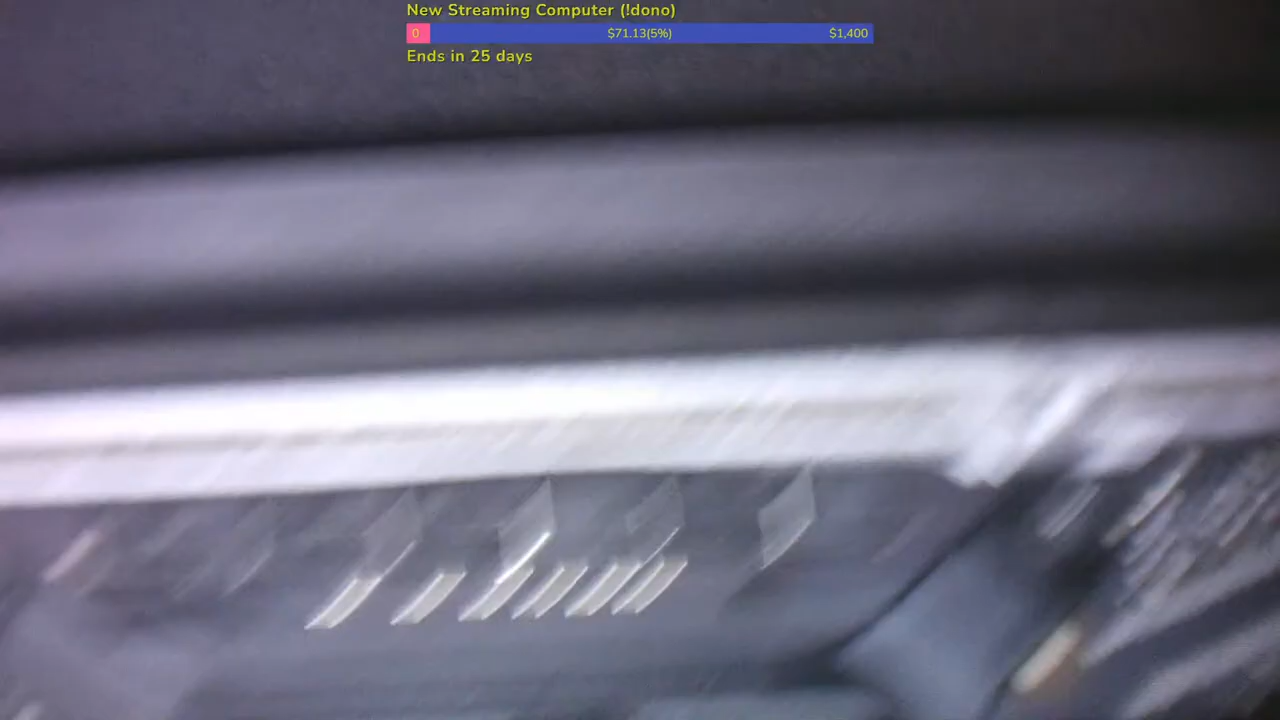 New Streaming Computer (!dono)
0 $71.13(5%) $1,400
Ends in 25 days